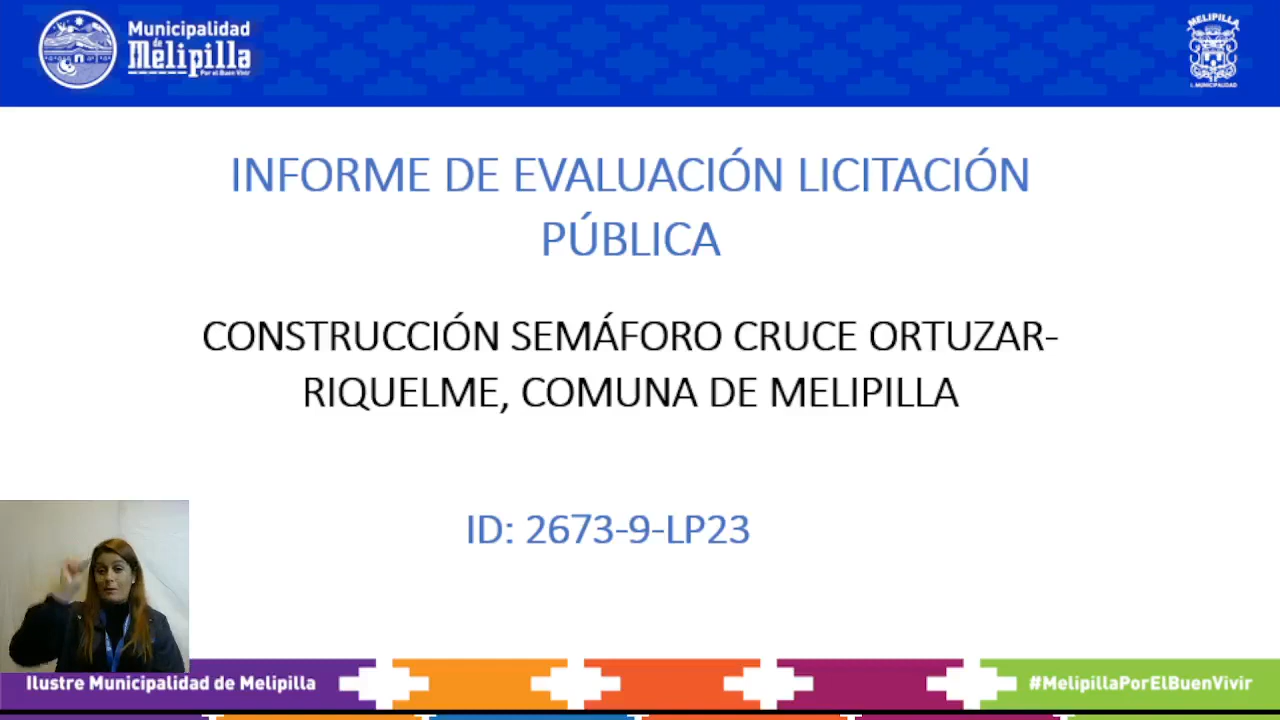 Municipalidad
de
Melipilla
Por el Buen Vivir
MELIPILLA
I. MUNICIPALIDAD
INFORME DE EVALUACIÓN LICITACIÓN
PÚBLICA
CONSTRUCCIÓN SEMÁFORO CRUCE ORTUZAR-
RIQUELME, COMUNA DE MELIPILLA
ID: 2673-9-LP23
Ilustre Municipalidad de Melipilla
#MelipillaPorElBuenVivir